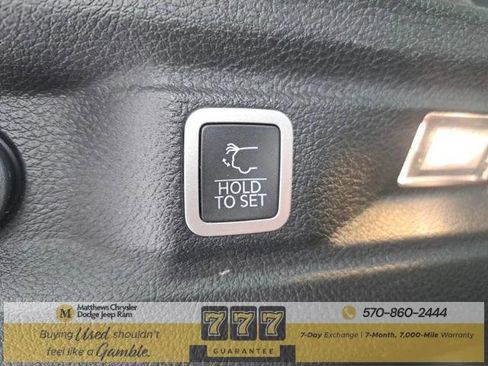 HOLD
TO SET
M
Matthews Chrysler
Dodge Jeep Ram
Buying Used shouldn't
feel like a Gamble.
777
GUARANTEE
570-860-2444
7-Day Exchange | 7-Month, 7,000-Mile Warranty